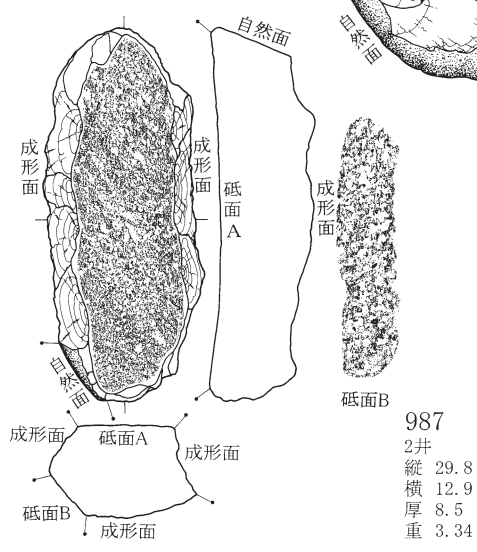 自然面
自然面
成形面
成形面
砥面A
成形面
自然面
砥面B
成形面
砥面A
成形面
砥面B
成形面
987
2井
縦 29.8
横 12.9
厚 8.5
重 3.34